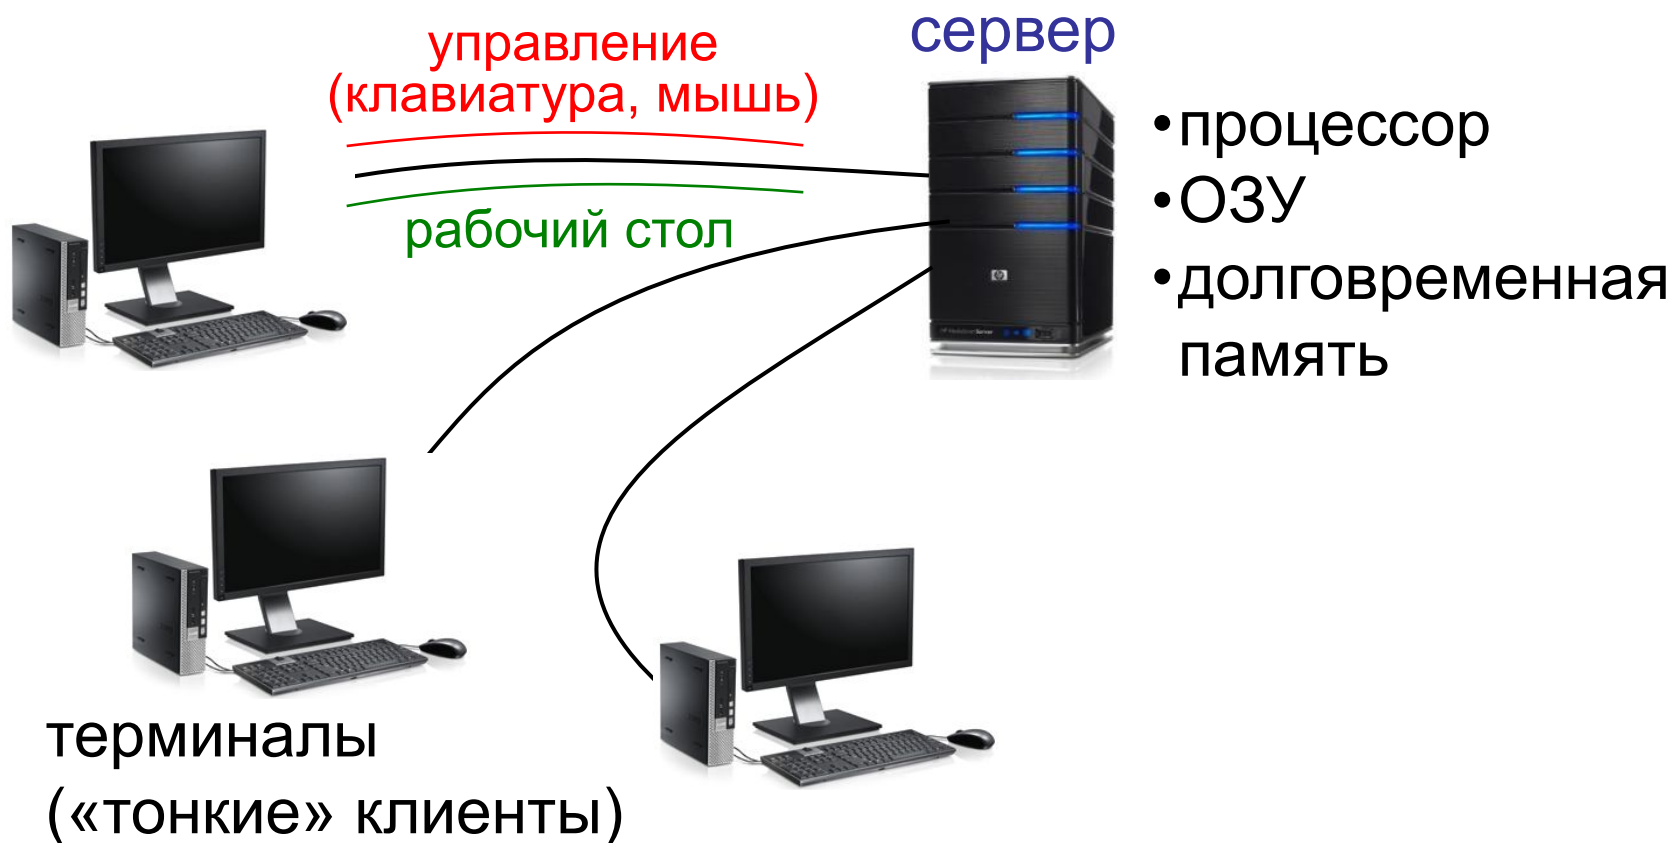 сервер
управление
(клавиатура, мышь)
рабочий стол
•процессор
•ОЗУ
•долговременная
память
терминалы
(«тонкие» клиенты)